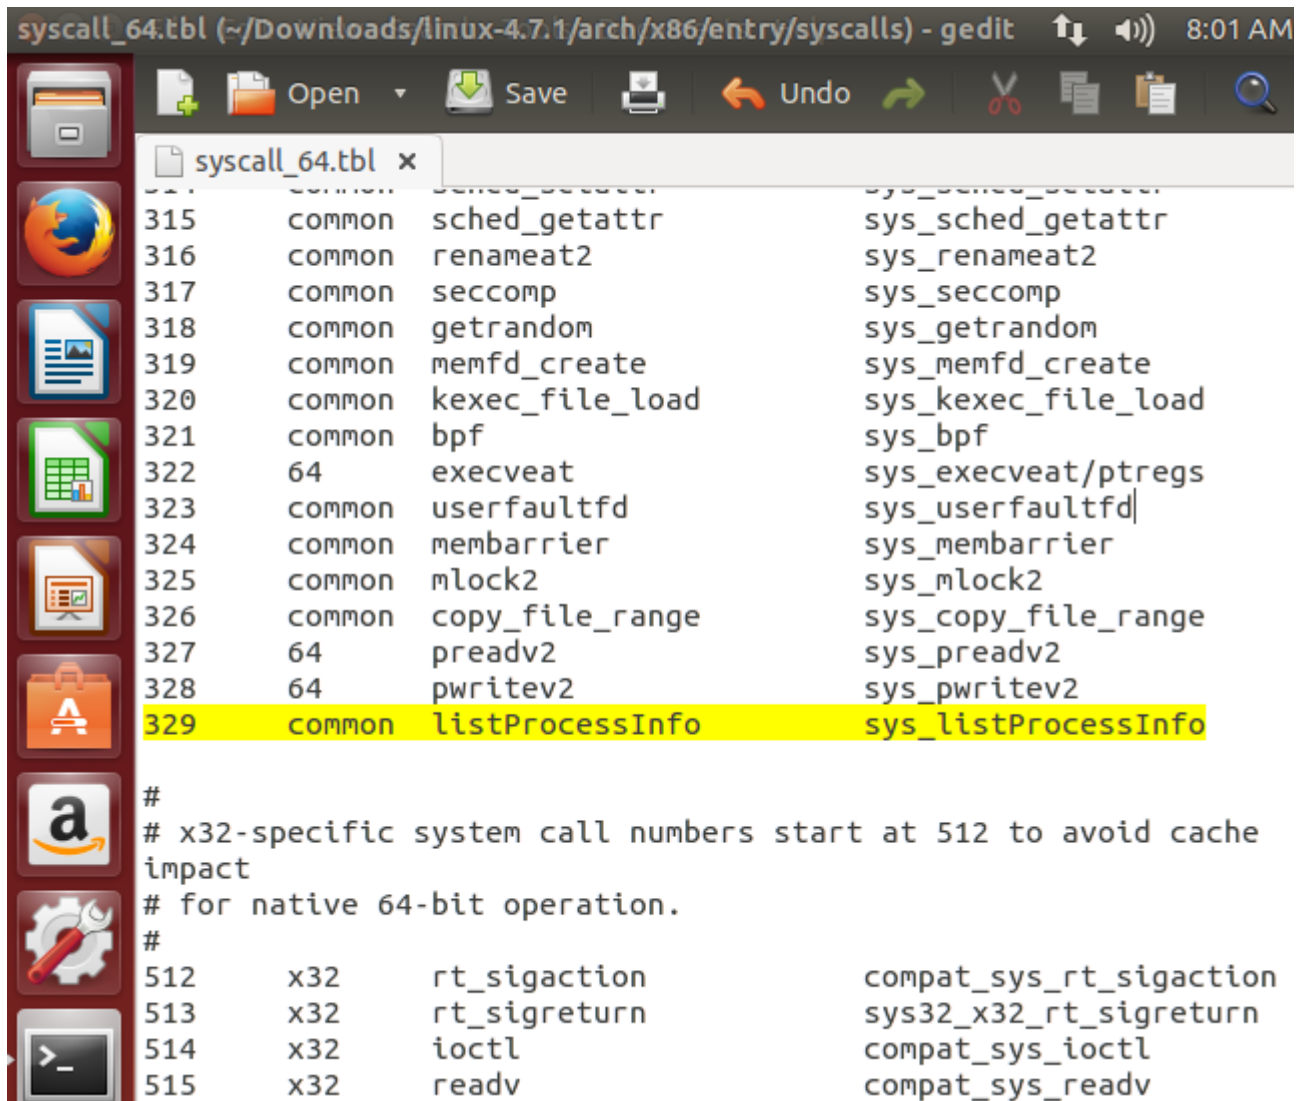 syscall_64.tbl (~/Downloads/linux-4.7.1/arch/x86/entry/syscalls) - gedit 8:01 AM
Open Save Undo
syscall_64.tbl ×
314 common sched_setattr sys_sched_setattr
315 common sched_getattr sys_sched_getattr
316 common renameat2 sys_renameat2
317 common seccomp sys_seccomp
318 common getrandom sys_getrandom
319 common memfd_create sys_memfd_create
320 common kexec_file_load sys_kexec_file_load
321 common bpf sys_bpf
322 64 execveat sys_execveat/ptregs
323 common userfaultfd sys_userfaultfd
324 common membarrier sys_membarrier
325 common mlock2 sys_mlock2
326 common copy_file_range sys_copy_file_range
327 64 preadv2 sys_preadv2
328 64 pwritev2 sys_pwritev2
329 common listProcessInfo sys_listProcessInfo
#
# x32-specific system call numbers start at 512 to avoid cache
impact
# for native 64-bit operation.
#
512 x32 rt_sigaction compat_sys_rt_sigaction
513 x32 rt_sigreturn sys32_x32_rt_sigreturn
514 x32 ioctl compat_sys_ioctl
515 x32 readv compat_sys_readv